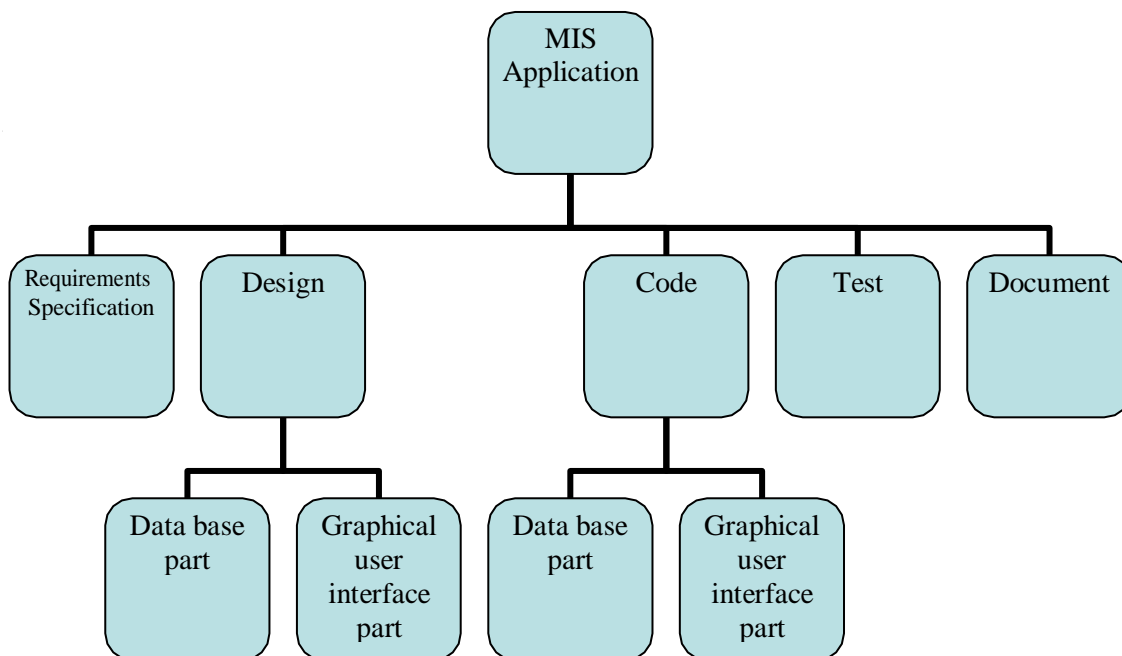 MIS
Application
Requirements
Specification
Design
Code
Test
Document
Data base
part
Graphical
user
interface
part
Data base
part
Graphical
user
interface
part